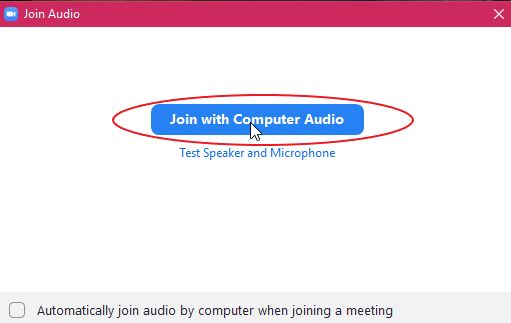 Join Audio
Join with Computer Audio
Test Speaker and Microphone
Automatically join audio by computer when joining a meeting